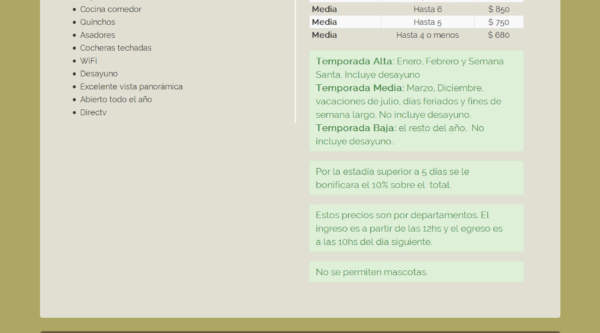 Cocina comedor
Quinchos
Asadores
Cocheras techadas
WiFi
Desayuno
Excelente vista panorámica
Abierto todo el año
Directv
Media Hasta 6 $ 850
Media Hasta 5 $ 750
Media Hasta 4 o menos $ 680
Temporada Alta: Enero, Febrero y Semana
Santa. Incluye desayuno
Temporada Media: Marzo, Diciembre,
vacaciones de julio, días feriados y fines de
semana largo. No incluye desayuno.
Temporada Baja: el resto del año. No
incluye desayuno.
Por la estadía superior a 5 días se le
bonificara el 10% sobre el total.
Estos precios son por departamentos. El
ingreso es a partir de las 12hs y el egreso es
a las 10hs del día siguiente.
No se permiten mascotas.